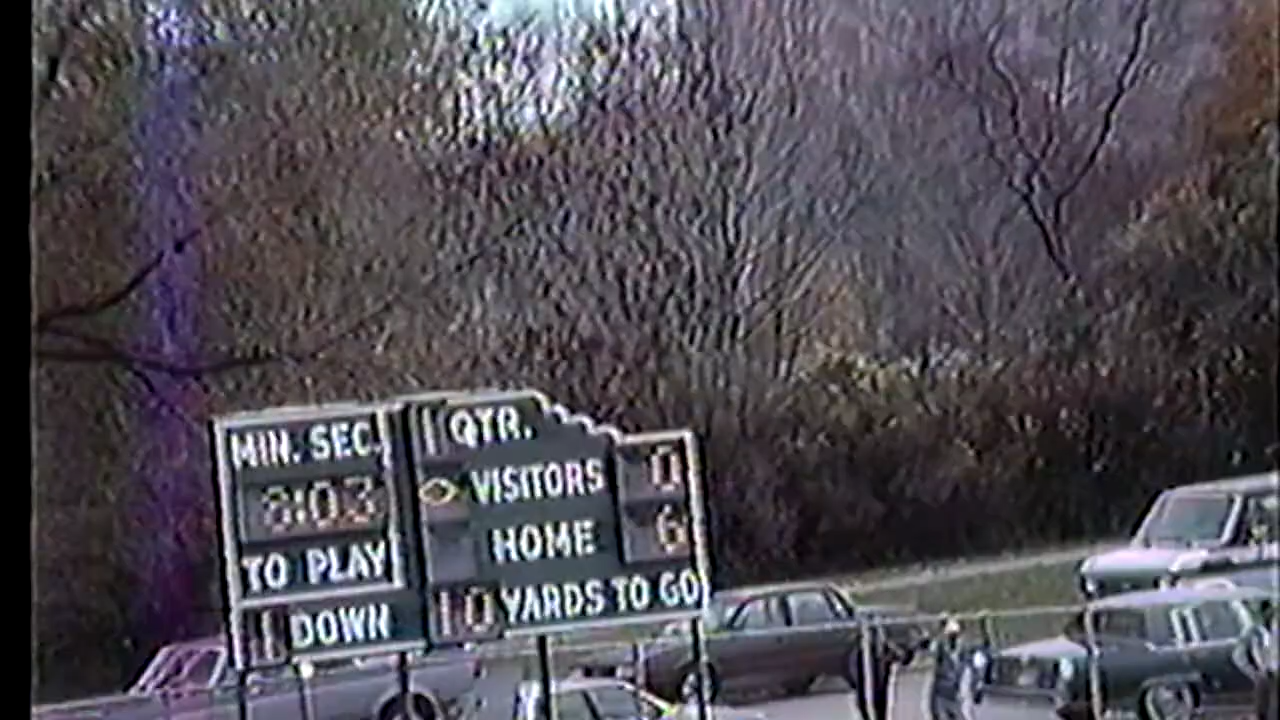 MIN. SEC.
8:03
TO PLAY
1 DOWN
1 QTR.
VISITORS 0
HOME 6
10 YARDS TO GO